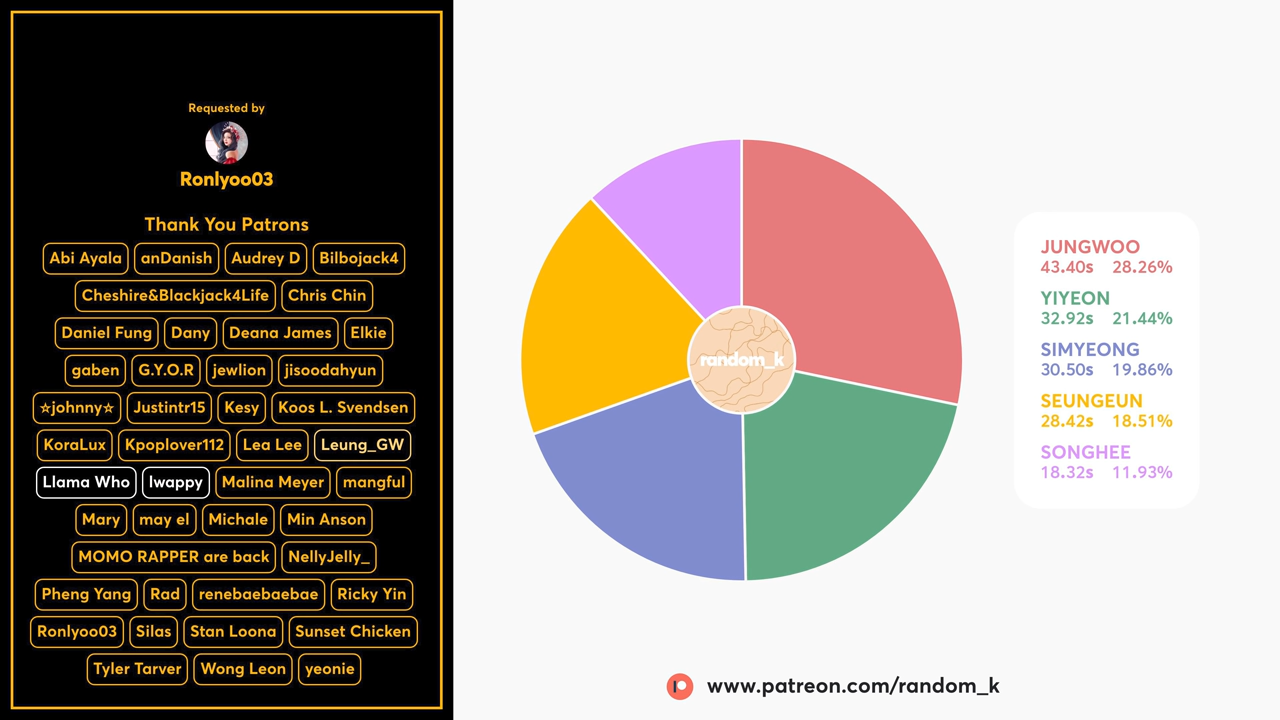 Requested by
Ronlyoo03
Thank You Patrons
Abi Ayala anDanish Audrey D Bilbojack4
Cheshire&Blackjack4Life Chris Chin
Daniel Fung Dany Deana James Elkie
gaben G.Y.O.R jewlion jisoodahyun
☆johnny☆ Justintr15 Kesy Koos L. Svendsen
KoraLux Kpoplover112 Lea Lee Leung_GW
Llama Who lwappy Malina Meyer mangful
Mary may el Michale Min Anson
MOMO RAPPER are back NellyJelly_
Pheng Yang Rad renebaebaebae Ricky Yin
Ronlyoo03 Silas Stan Loona Sunset Chicken
Tyler Tarver Wong Leon yeonie
random_k
JUNGWOO
43.40s 28.26%
YIYEON
32.92s 21.44%
SIMYEONG
30.50s 19.86%
SEUNGEUN
28.42s 18.51%
SONGHEE
18.32s 11.93%
www.patreon.com/random_k